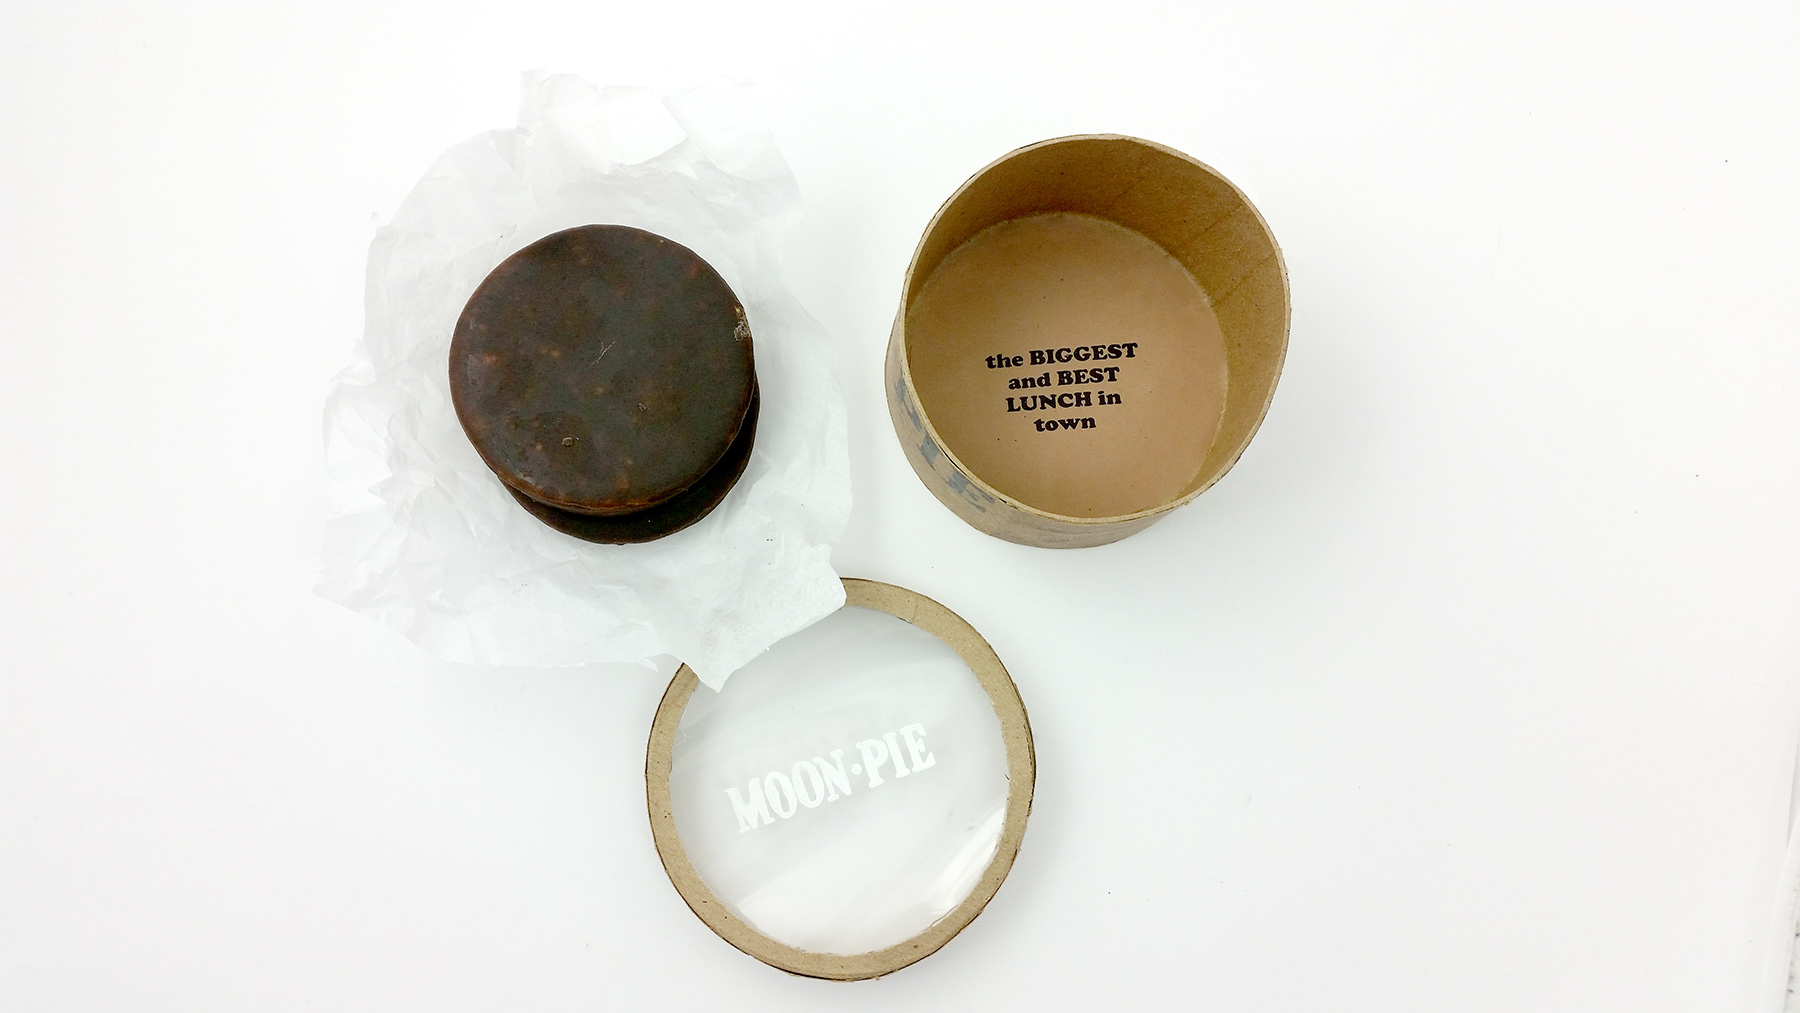 the BIGGEST
and BEST
LUNCH in
town
MOON·PIE